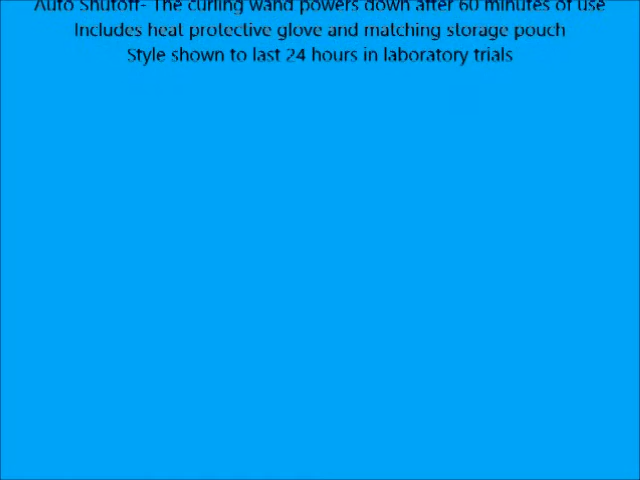 Auto Shutoff- The curling wand powers down after 60 minutes of use
Includes heat protective glove and matching storage pouch
Style shown to last 24 hours in laboratory trials